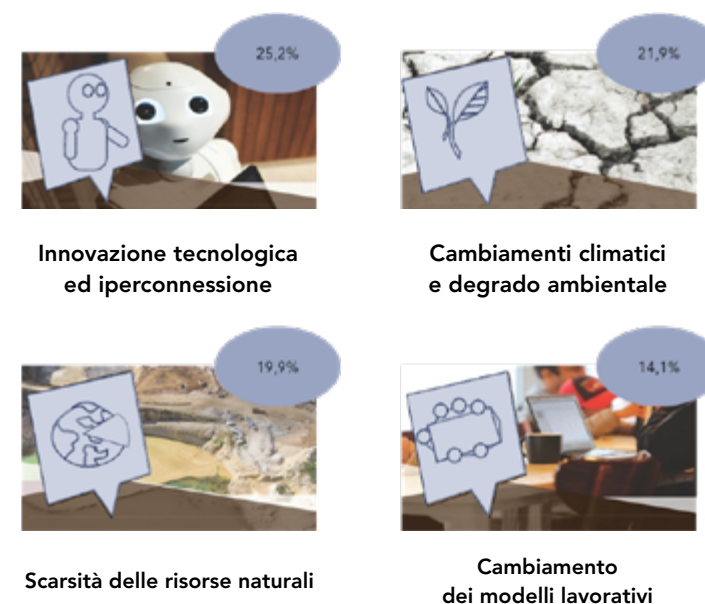 25,2%
21,9%
Innovazione tecnologica
ed iperconnessione
Cambiamenti climatici
e degrado ambientale
19,9%
14,1%
Scarsità delle risorse naturali
Cambiamento
dei modelli lavorativi